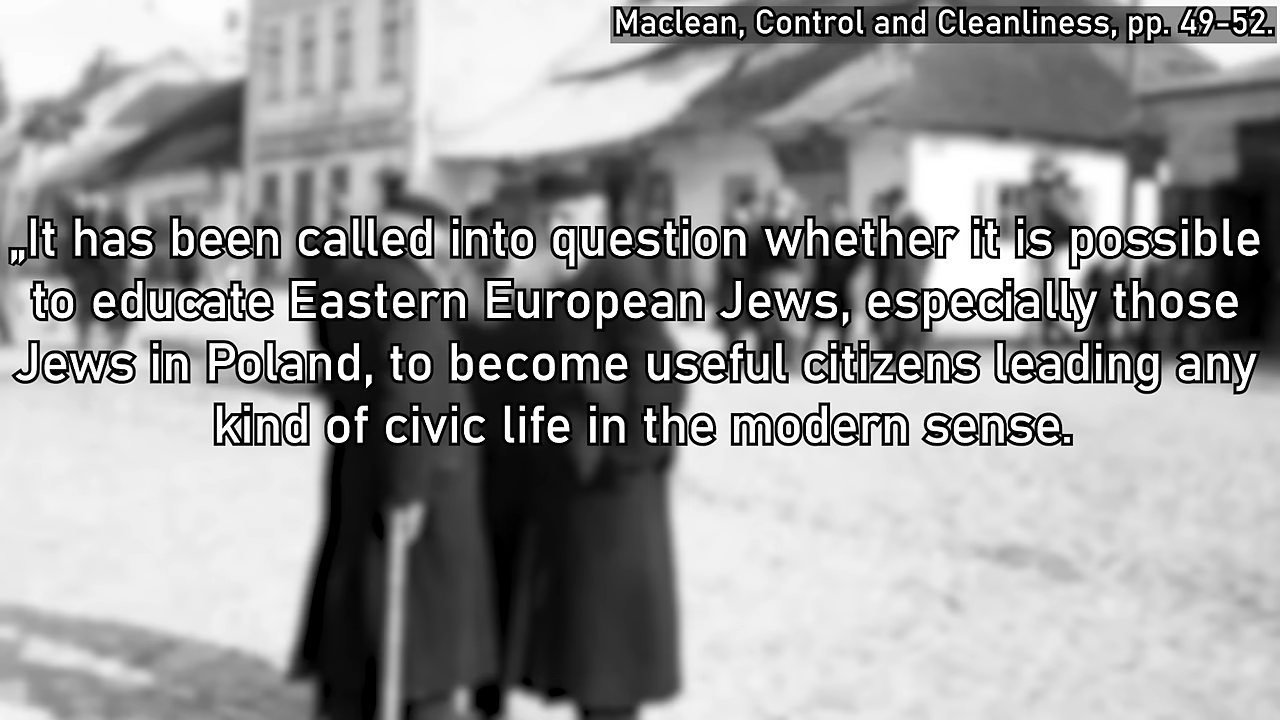 Maclean, Control and Cleanliness, pp. 49-52.
„It has been called into question whether it is possible
to educate Eastern European Jews, especially those
Jews in Poland, to become useful citizens leading any
kind of civic life in the modern sense.